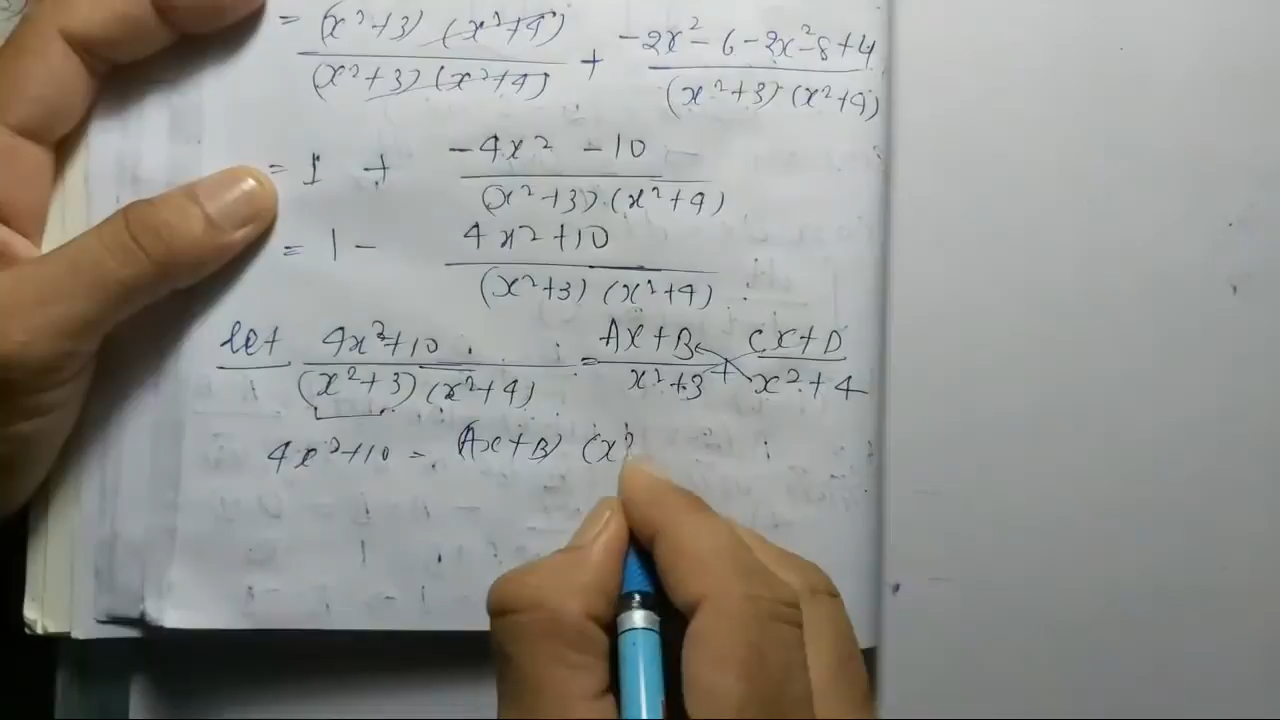 = (x²+3) (x²+4) / (x²+3) (x²+4) + -2x²-6-2x²-8+4 / (x²+3) (x²+4)
= 1 + -4x² -10 / (x²+3).(x²+4)
= 1 - 4x²+10 / (x²+3) (x²+4)
let 4x²+10 / (x²+3) (x²+4) = Ax+B / x²+3 + Cx+D / x²+4
4x²+10 = (Ax+B) (x²